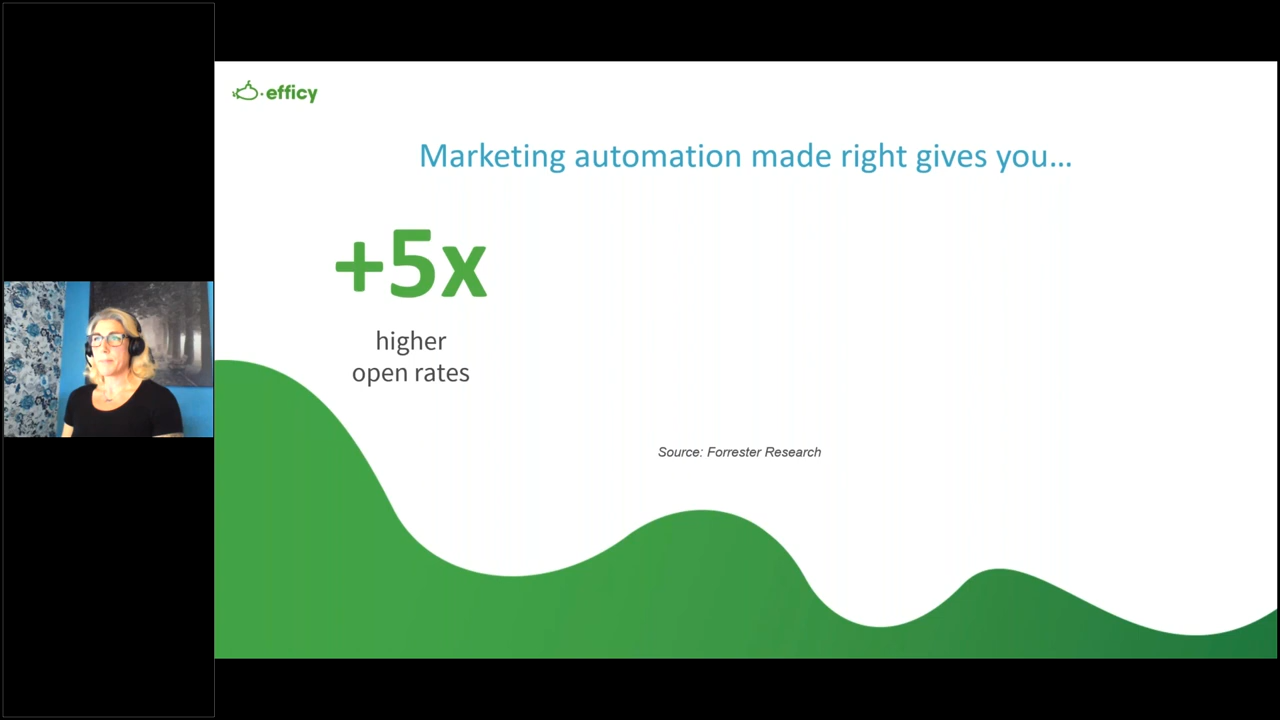 efficy
Marketing automation made right gives you...
+5x
higher
open rates
Source: Forrester Research